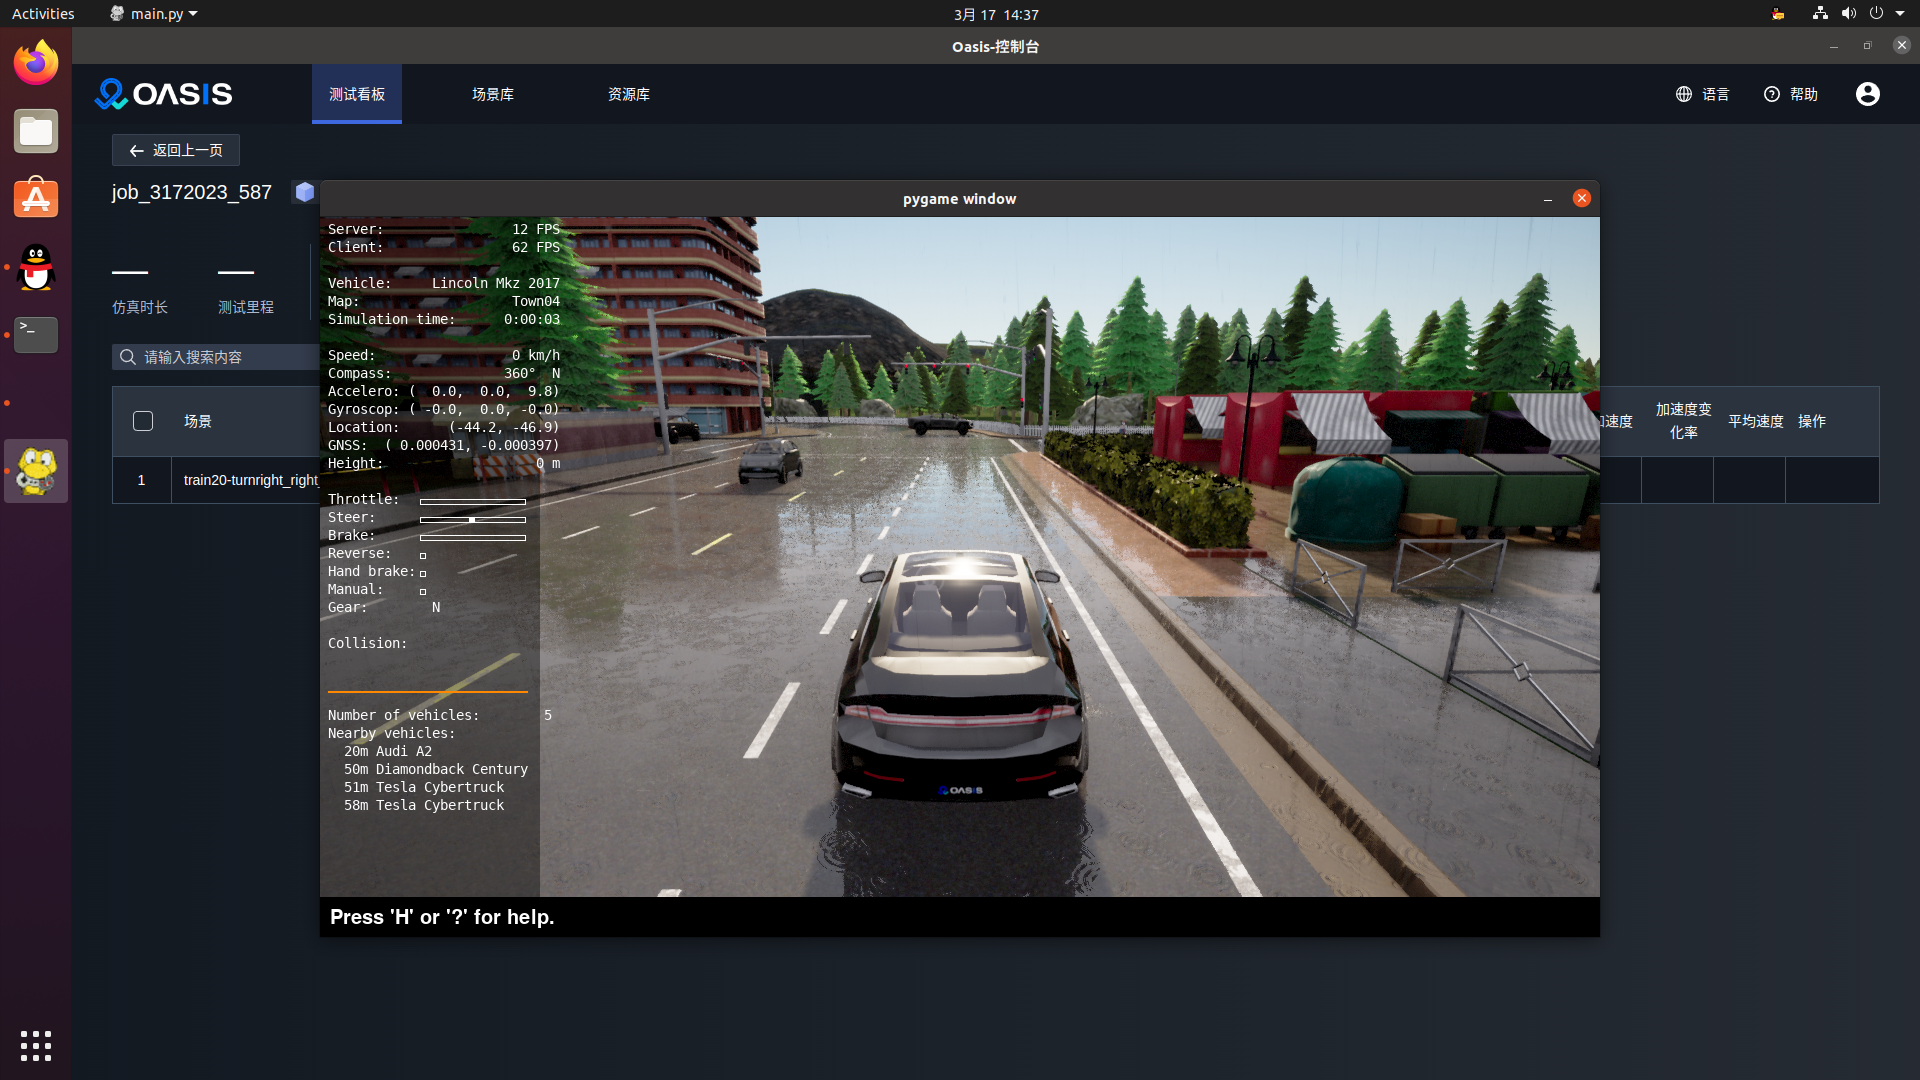 Activities
main.py
3月 17 14:37
Oasis-控制台
OASIS
测试看板
场景库
资源库
语言
帮助
返回上一页
job_3172023_587
仿真时长
测试里程
请输入搜索内容
场景
加速度变
化率
平均速度
操作
1
train20-turnright_right_
pygame window
Server: 12 FPS
Client: 62 FPS
Vehicle: Lincoln Mkz 2017
Map: Town04
Simulation time: 0:00:03
Speed: 0 km/h
Compass: 360° N
Accelero: ( 0.0, 0.0, 9.8)
Gyroscop: ( -0.0, 0.0, -0.0)
Location: (-44.2, -46.9)
GNSS: ( 0.000431, -0.000397)
Height: 0 m
Throttle:
Steer:
Brake:
Reverse:
Hand brake:
Manual:
Gear: N
Collision:
Number of vehicles: 5
Nearby vehicles:
20m Audi A2
50m Diamondback Century
51m Tesla Cybertruck
58m Tesla Cybertruck
OASIS
Press 'H' or '?' for help.